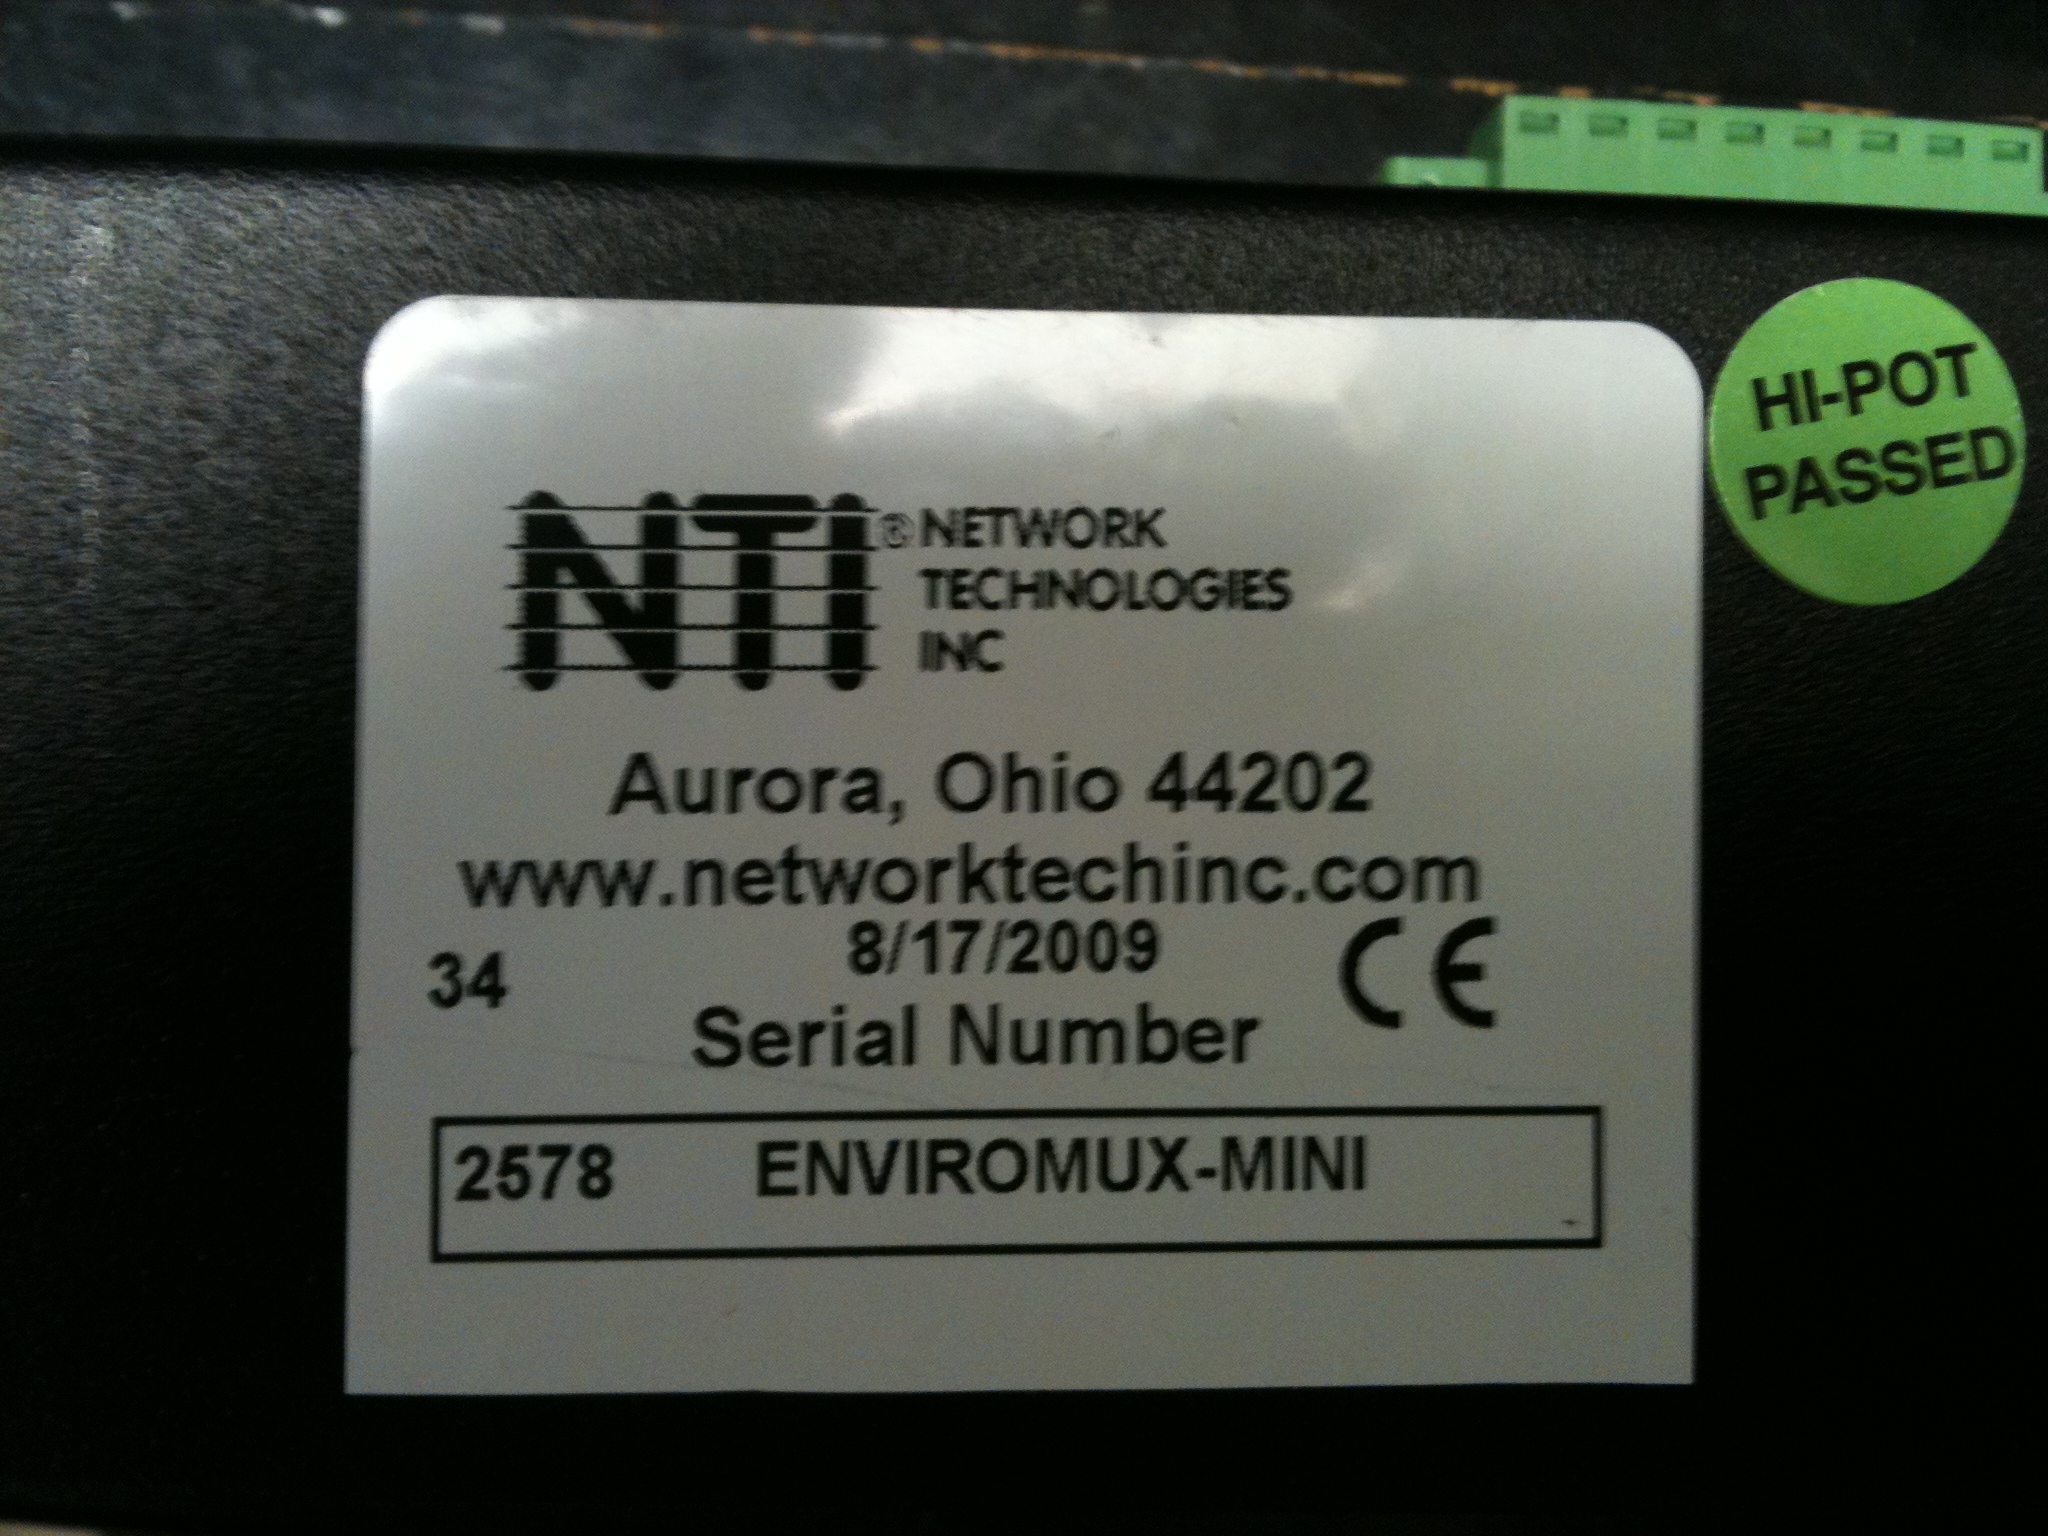 NTI
® NETWORK
TECHNOLOGIES
INC
Aurora, Ohio 44202
www.networktechinc.com
34 8/17/2009 CE
Serial Number
2578 ENVIROMUX-MINI
HI-POT
PASSED